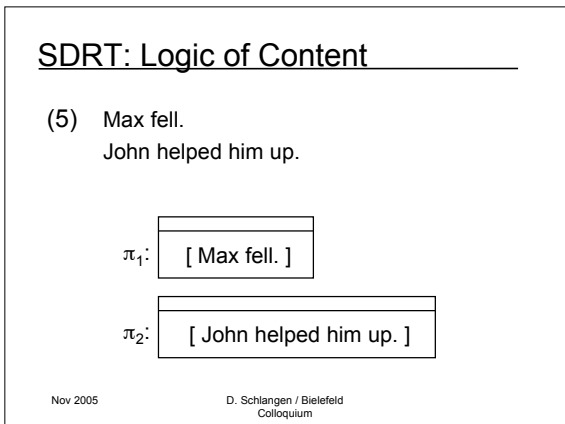 SDRT: Logic of Content
(5) Max fell.
John helped him up.
π₁: [ Max fell. ]
π₂: [ John helped him up. ]
Nov 2005 D. Schlangen / Bielefeld
Colloquium